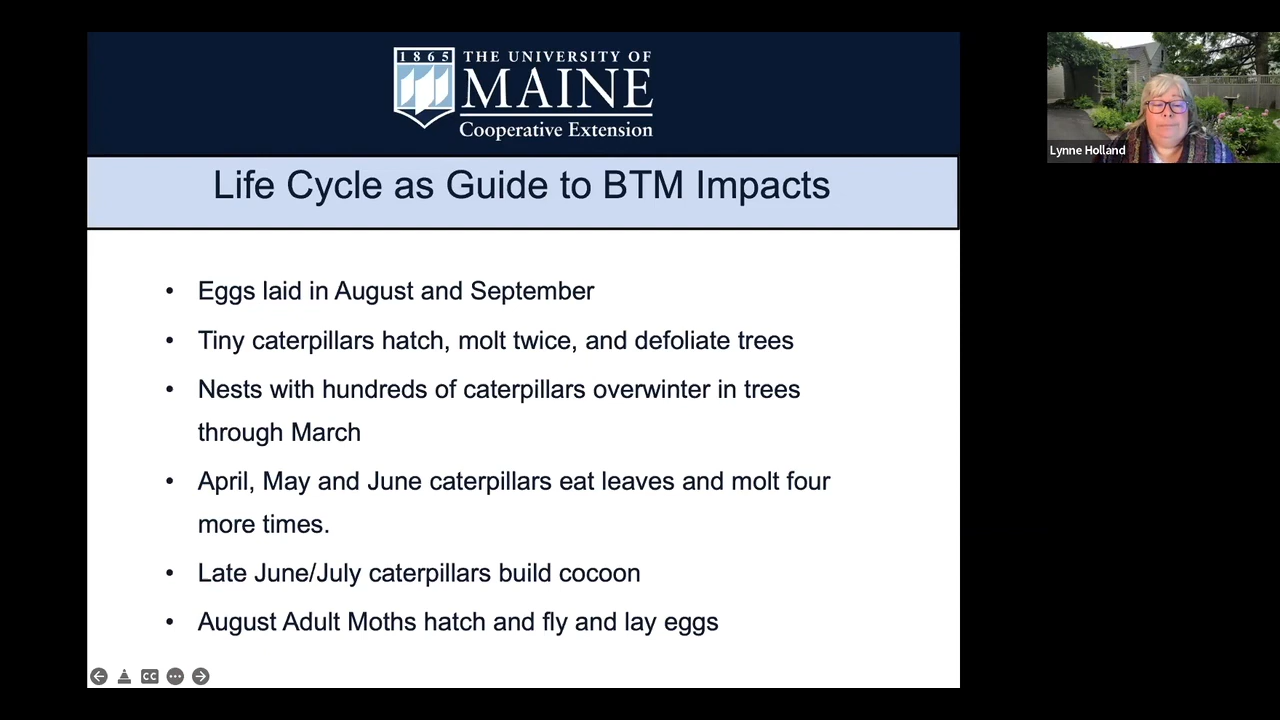 1865
THE UNIVERSITY OF
MAINE
Cooperative Extension
Life Cycle as Guide to BTM Impacts
Lynne Holland
• Eggs laid in August and September
• Tiny caterpillars hatch, molt twice, and defoliate trees
• Nests with hundreds of caterpillars overwinter in trees
through March
• April, May and June caterpillars eat leaves and molt four
more times.
• Late June/July caterpillars build cocoon
• August Adult Moths hatch and fly and lay eggs
CC